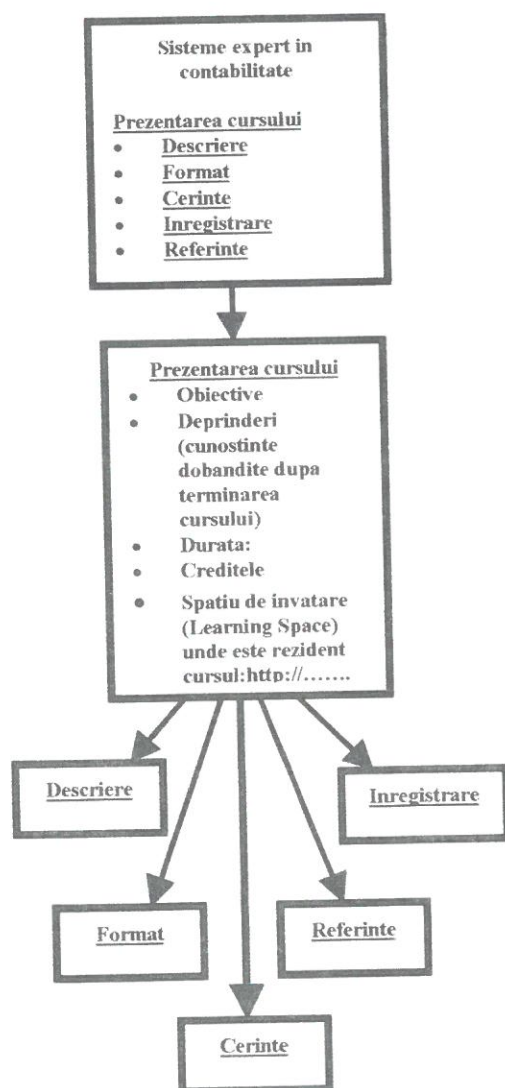 Sisteme expert in
contabilitate
Prezentarea cursului
• Descriere
• Format
• Cerinte
• Inregistrare
• Referinte
Prezentarea cursului
• Obiective
• Deprinderi
(cunostinte
dobandite dupa
terminarea
cursului)
• Durata:
• Creditele
• Spatiu de invatare
(Learning Space)
unde este rezident
cursul:http://…….
Descriere
Inregistrare
Format
Referinte
Cerinte